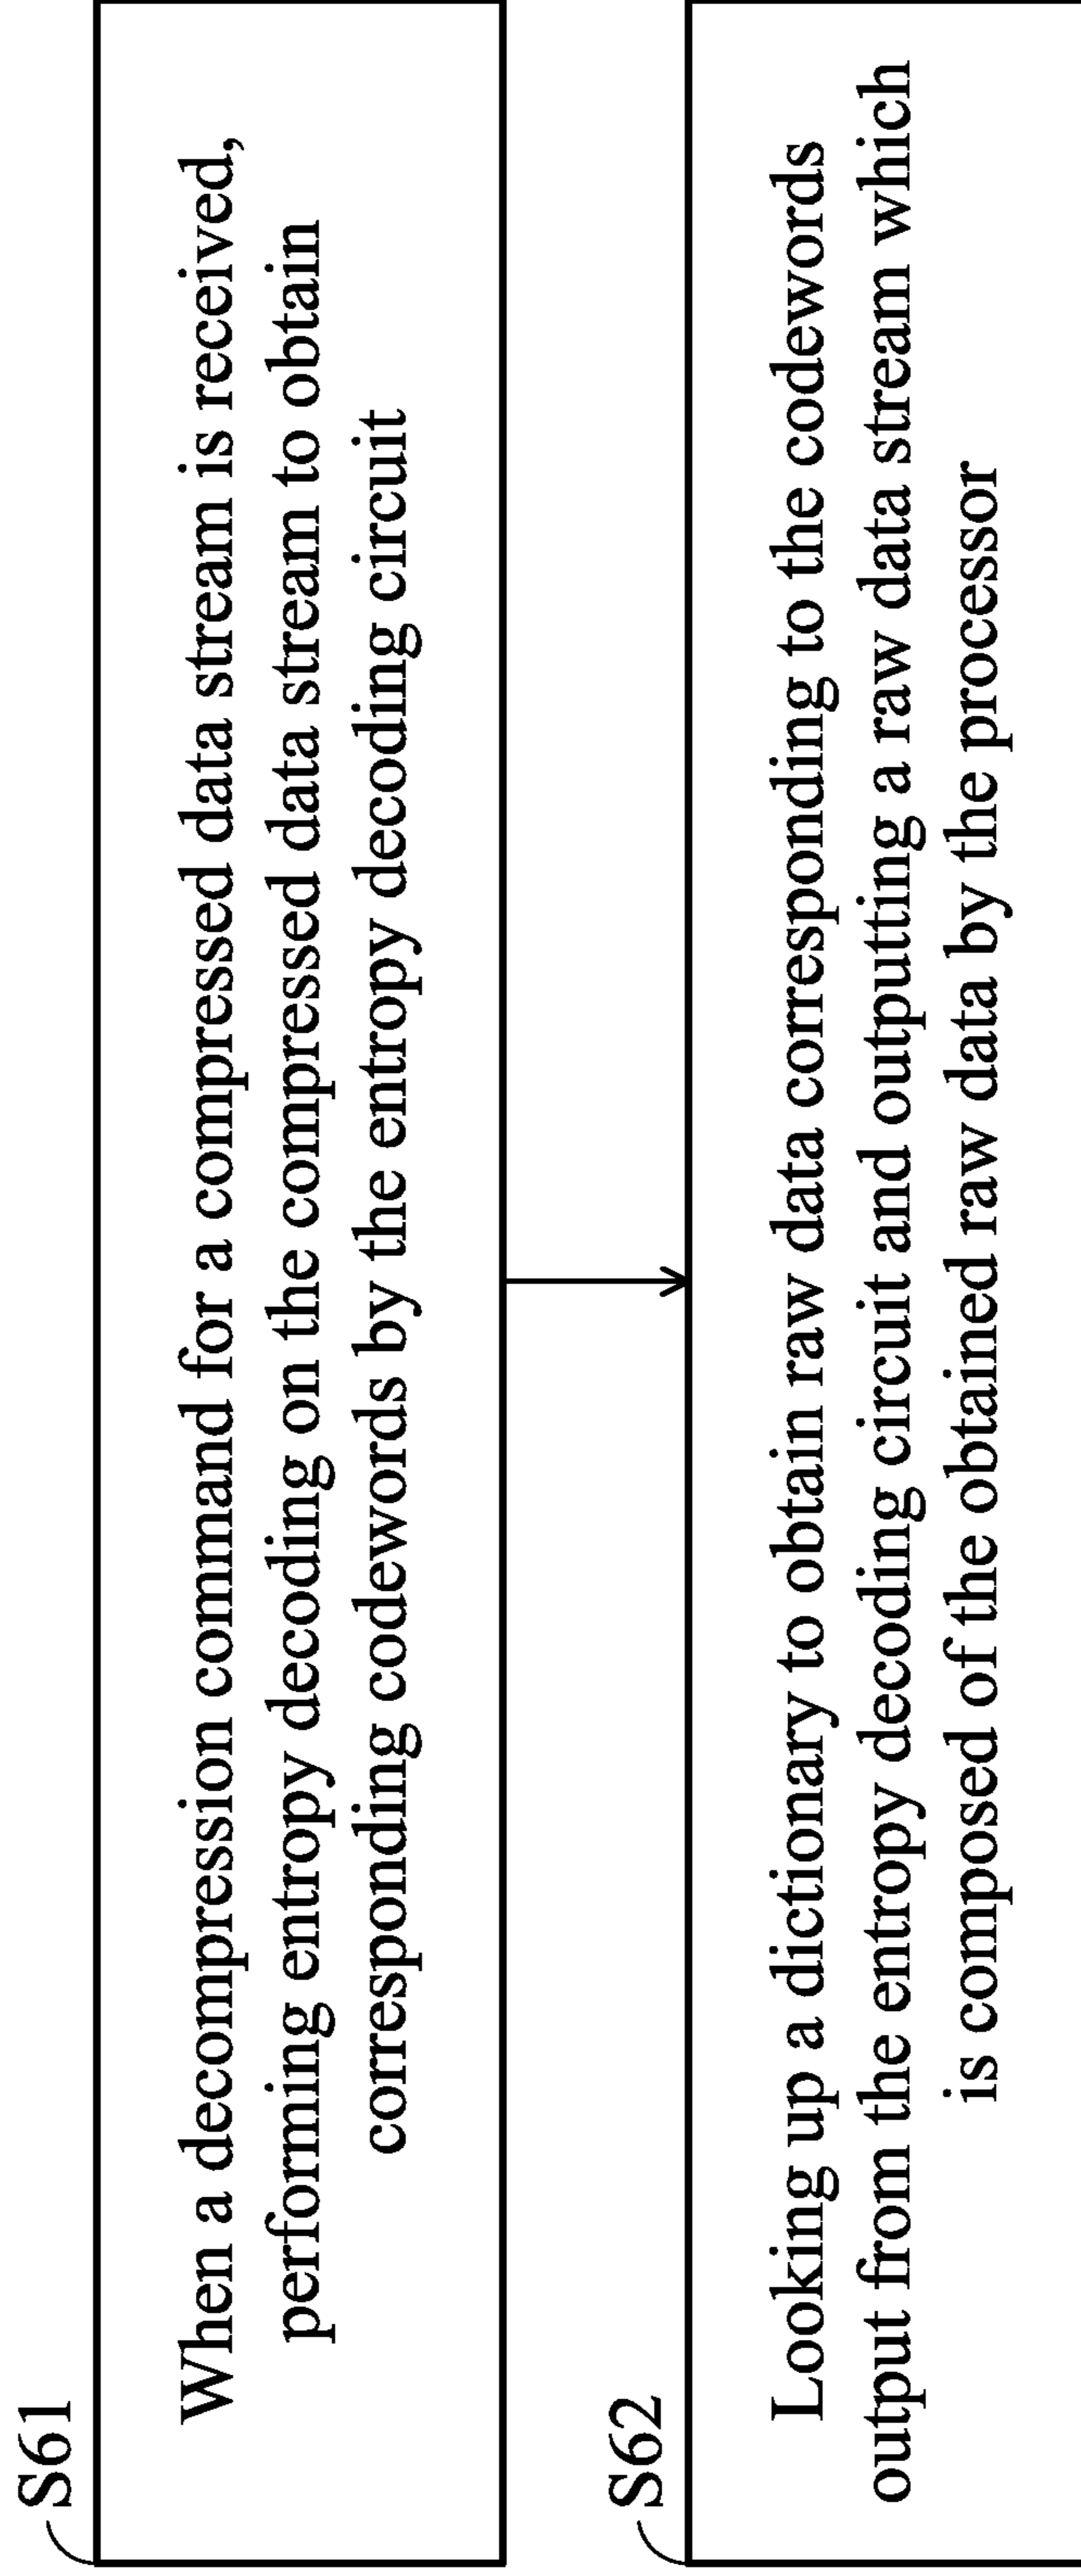 S61
When a decompression command for a compressed data stream is received,
performing entropy decoding on the compressed data stream to obtain
corresponding codewords by the entropy decoding circuit
S62
Looking up a dictionary to obtain raw data corresponding to the codewords
output from the entropy decoding circuit and outputting a raw data stream which
is composed of the obtained raw data by the processor